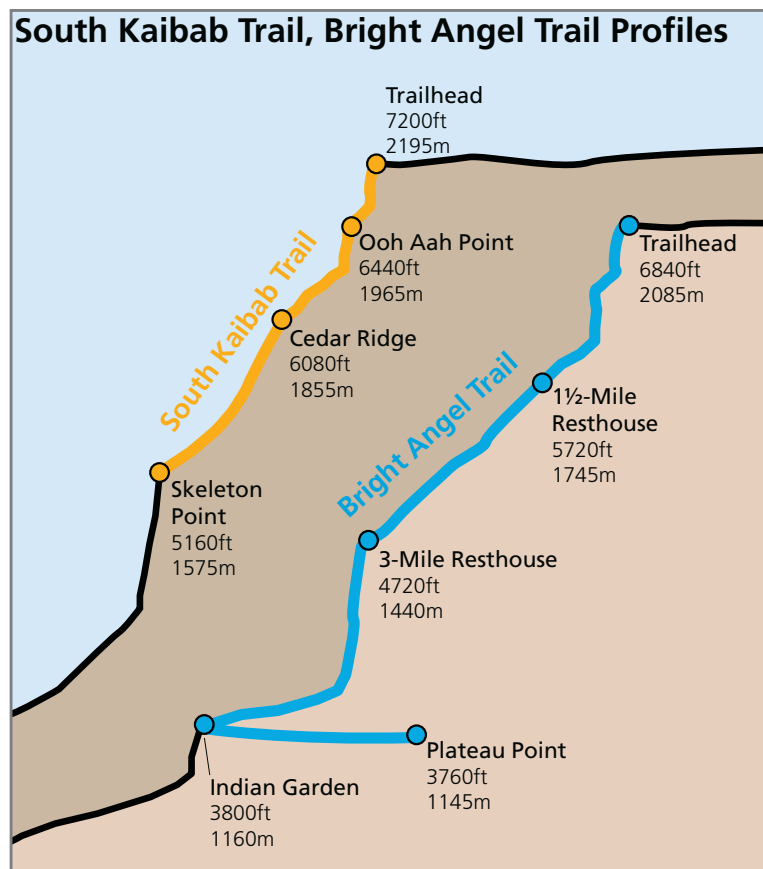 South Kaibab Trail, Bright Angel Trail Profiles
Trailhead
7200ft
2195m
Ooh Aah Point
6440ft
1965m
Cedar Ridge
6080ft
1855m
South Kaibab Trail
Skeleton
Point
5160ft
1575m
Trailhead
6840ft
2085m
1½-Mile
Resthouse
5720ft
1745m
Bright Angel Trail
3-Mile Resthouse
4720ft
1440m
Indian Garden
3800ft
1160m
Plateau Point
3760ft
1145m